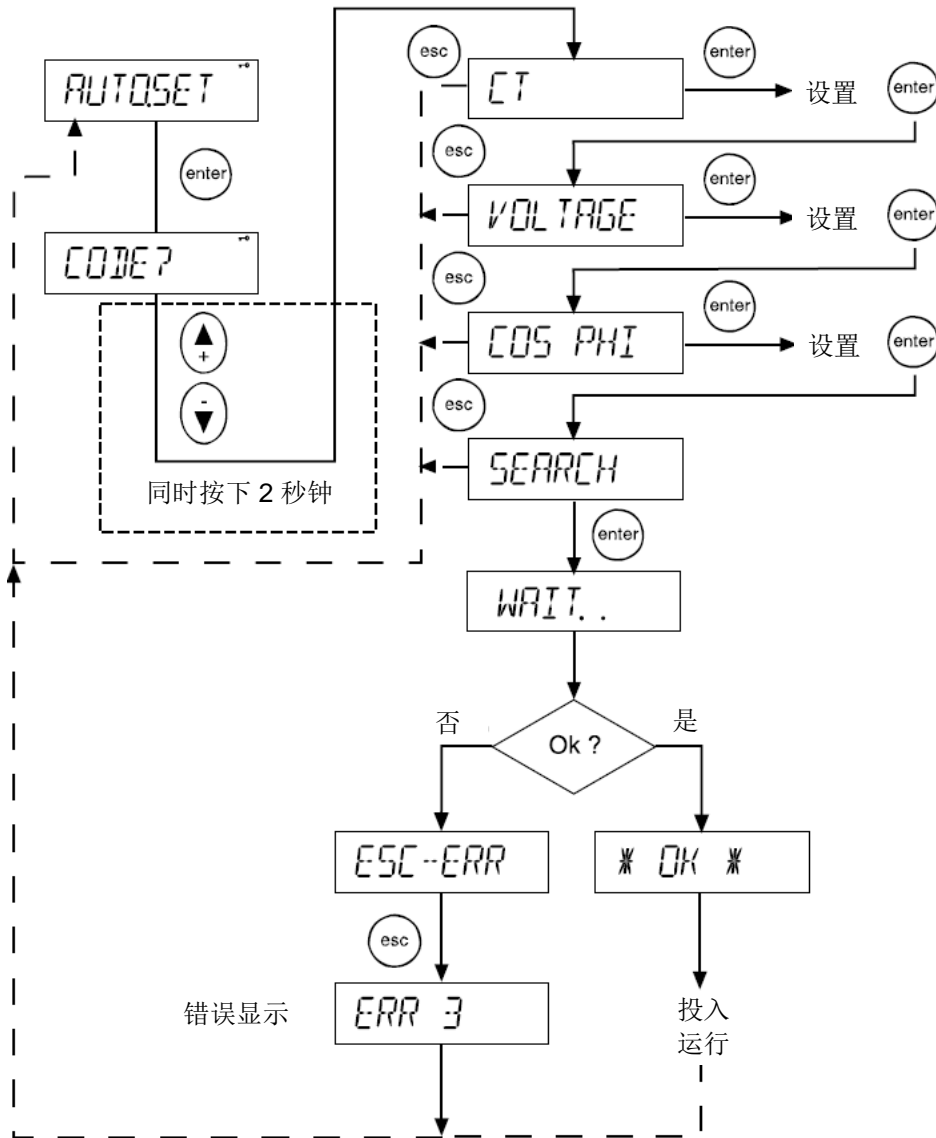 AUTO.SET
enter
CODE?
+
-
同时按下 2 秒钟
esc
CT
enter
设置
enter
esc
VOLTAGE
enter
设置
enter
esc
COS PHI
enter
设置
enter
esc
SEARCH
enter
WAIT..
Ok ?
否
是
ESC-ERR
* OK *
esc
错误显示
ERR 3
投入
运行